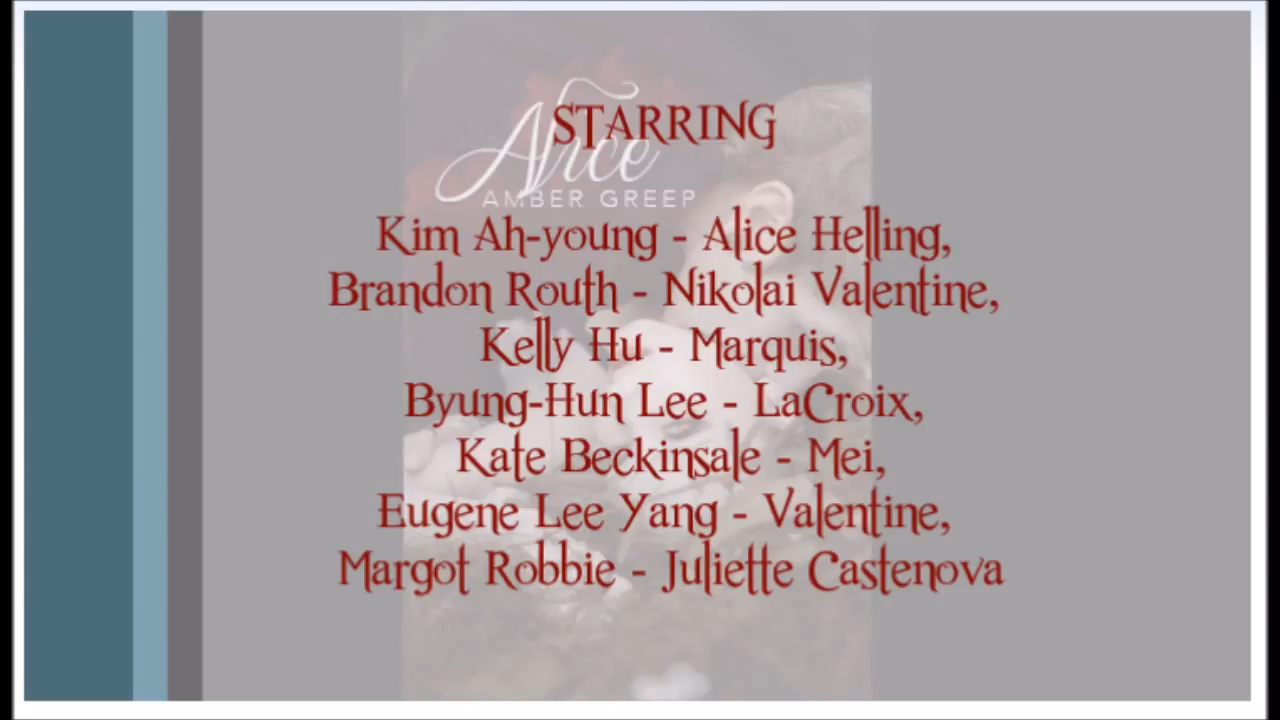 Alice
STARRING
AMBER GREEP
Kim Ah-young - Alice Helling,
Brandon Routh - Nikolai Valentine,
Kelly Hu - Marquis,
Byung-Hun Lee - LaCroix,
Kate Beckinsale - Mei,
Eugene Lee Yang - Valentine,
Margot Robbie - Juliette Castenova